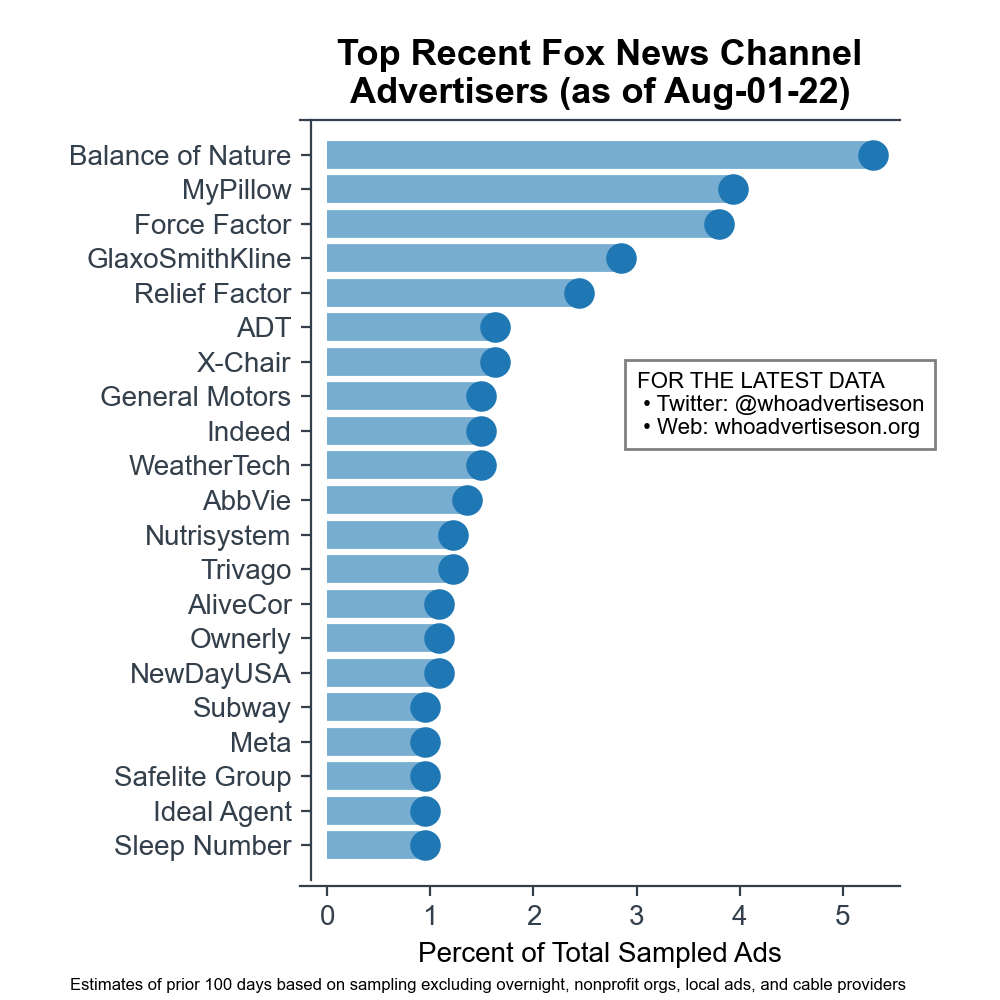 Top Recent Fox News Channel
Advertisers (as of Aug-01-22)
Balance of Nature
MyPillow
Force Factor
GlaxoSmithKline
Relief Factor
ADT
X-Chair
General Motors
Indeed
WeatherTech
AbbVie
Nutrisystem
Trivago
AliveCor
Ownerly
NewDayUSA
Subway
Meta
Safelite Group
Ideal Agent
Sleep Number
FOR THE LATEST DATA
• Twitter: @whoadvertiseson
• Web: whoadvertiseson.org
0 1 2 3 4 5
Percent of Total Sampled Ads
Estimates of prior 100 days based on sampling excluding overnight, nonprofit orgs, local ads, and cable providers